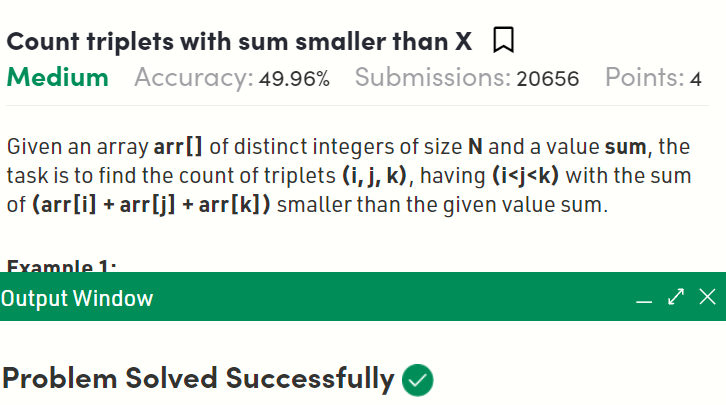 Count triplets with sum smaller than X
Medium Accuracy: 49.96% Submissions: 20656 Points: 4
Given an array arr[] of distinct integers of size N and a value sum, the
task is to find the count of triplets (i, j, k), having (i<j<k) with the sum
of (arr[i] + arr[j] + arr[k]) smaller than the given value sum.
Example 1:
Output Window
Problem Solved Successfully